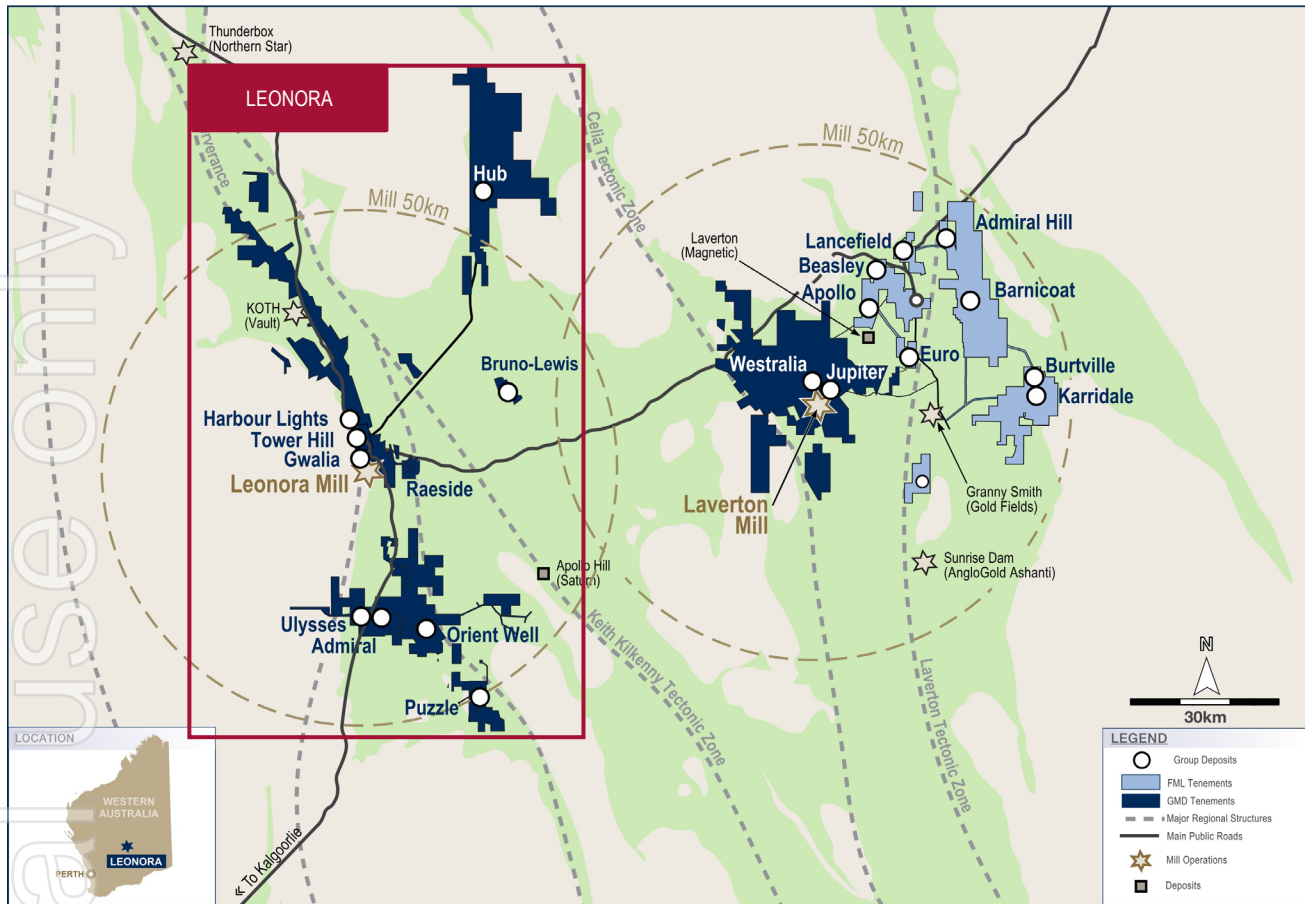 Thunderbox
(Northern Star)
LEONORA
erverance
Celia Tectonic Zone
Mill 50km
Mill 50km
Hub
Laverton
(Magnetic)
Lancefield
Beasley
Apollo
Admiral Hill
Barnicoat
KOTH
(Vault)
Bruno-Lewis
Westralia
Jupiter
Euro
Burtville
Karridale
Harbour Lights
Tower Hill
Gwalia
Leonora Mill
Raeside
Laverton
Mill
Granny Smith
(Gold Fields)
Sunrise Dam
(AngloGold Ashanti)
Apollo Hill
(Saturn)
Ulysses
Admiral
Orient Well
Puzzle
Keith Kilkenny Tectonic Zone
Laverton Tectonic Zone
N
30km
To Kalgoorlie
LOCATION
WESTERN
AUSTRALIA
LEONORA
PERTH
LEGEND
Group Deposits
FML Tenements
GMD Tenements
Major Regional Structures
Main Public Roads
Mill Operations
Deposits
al use only